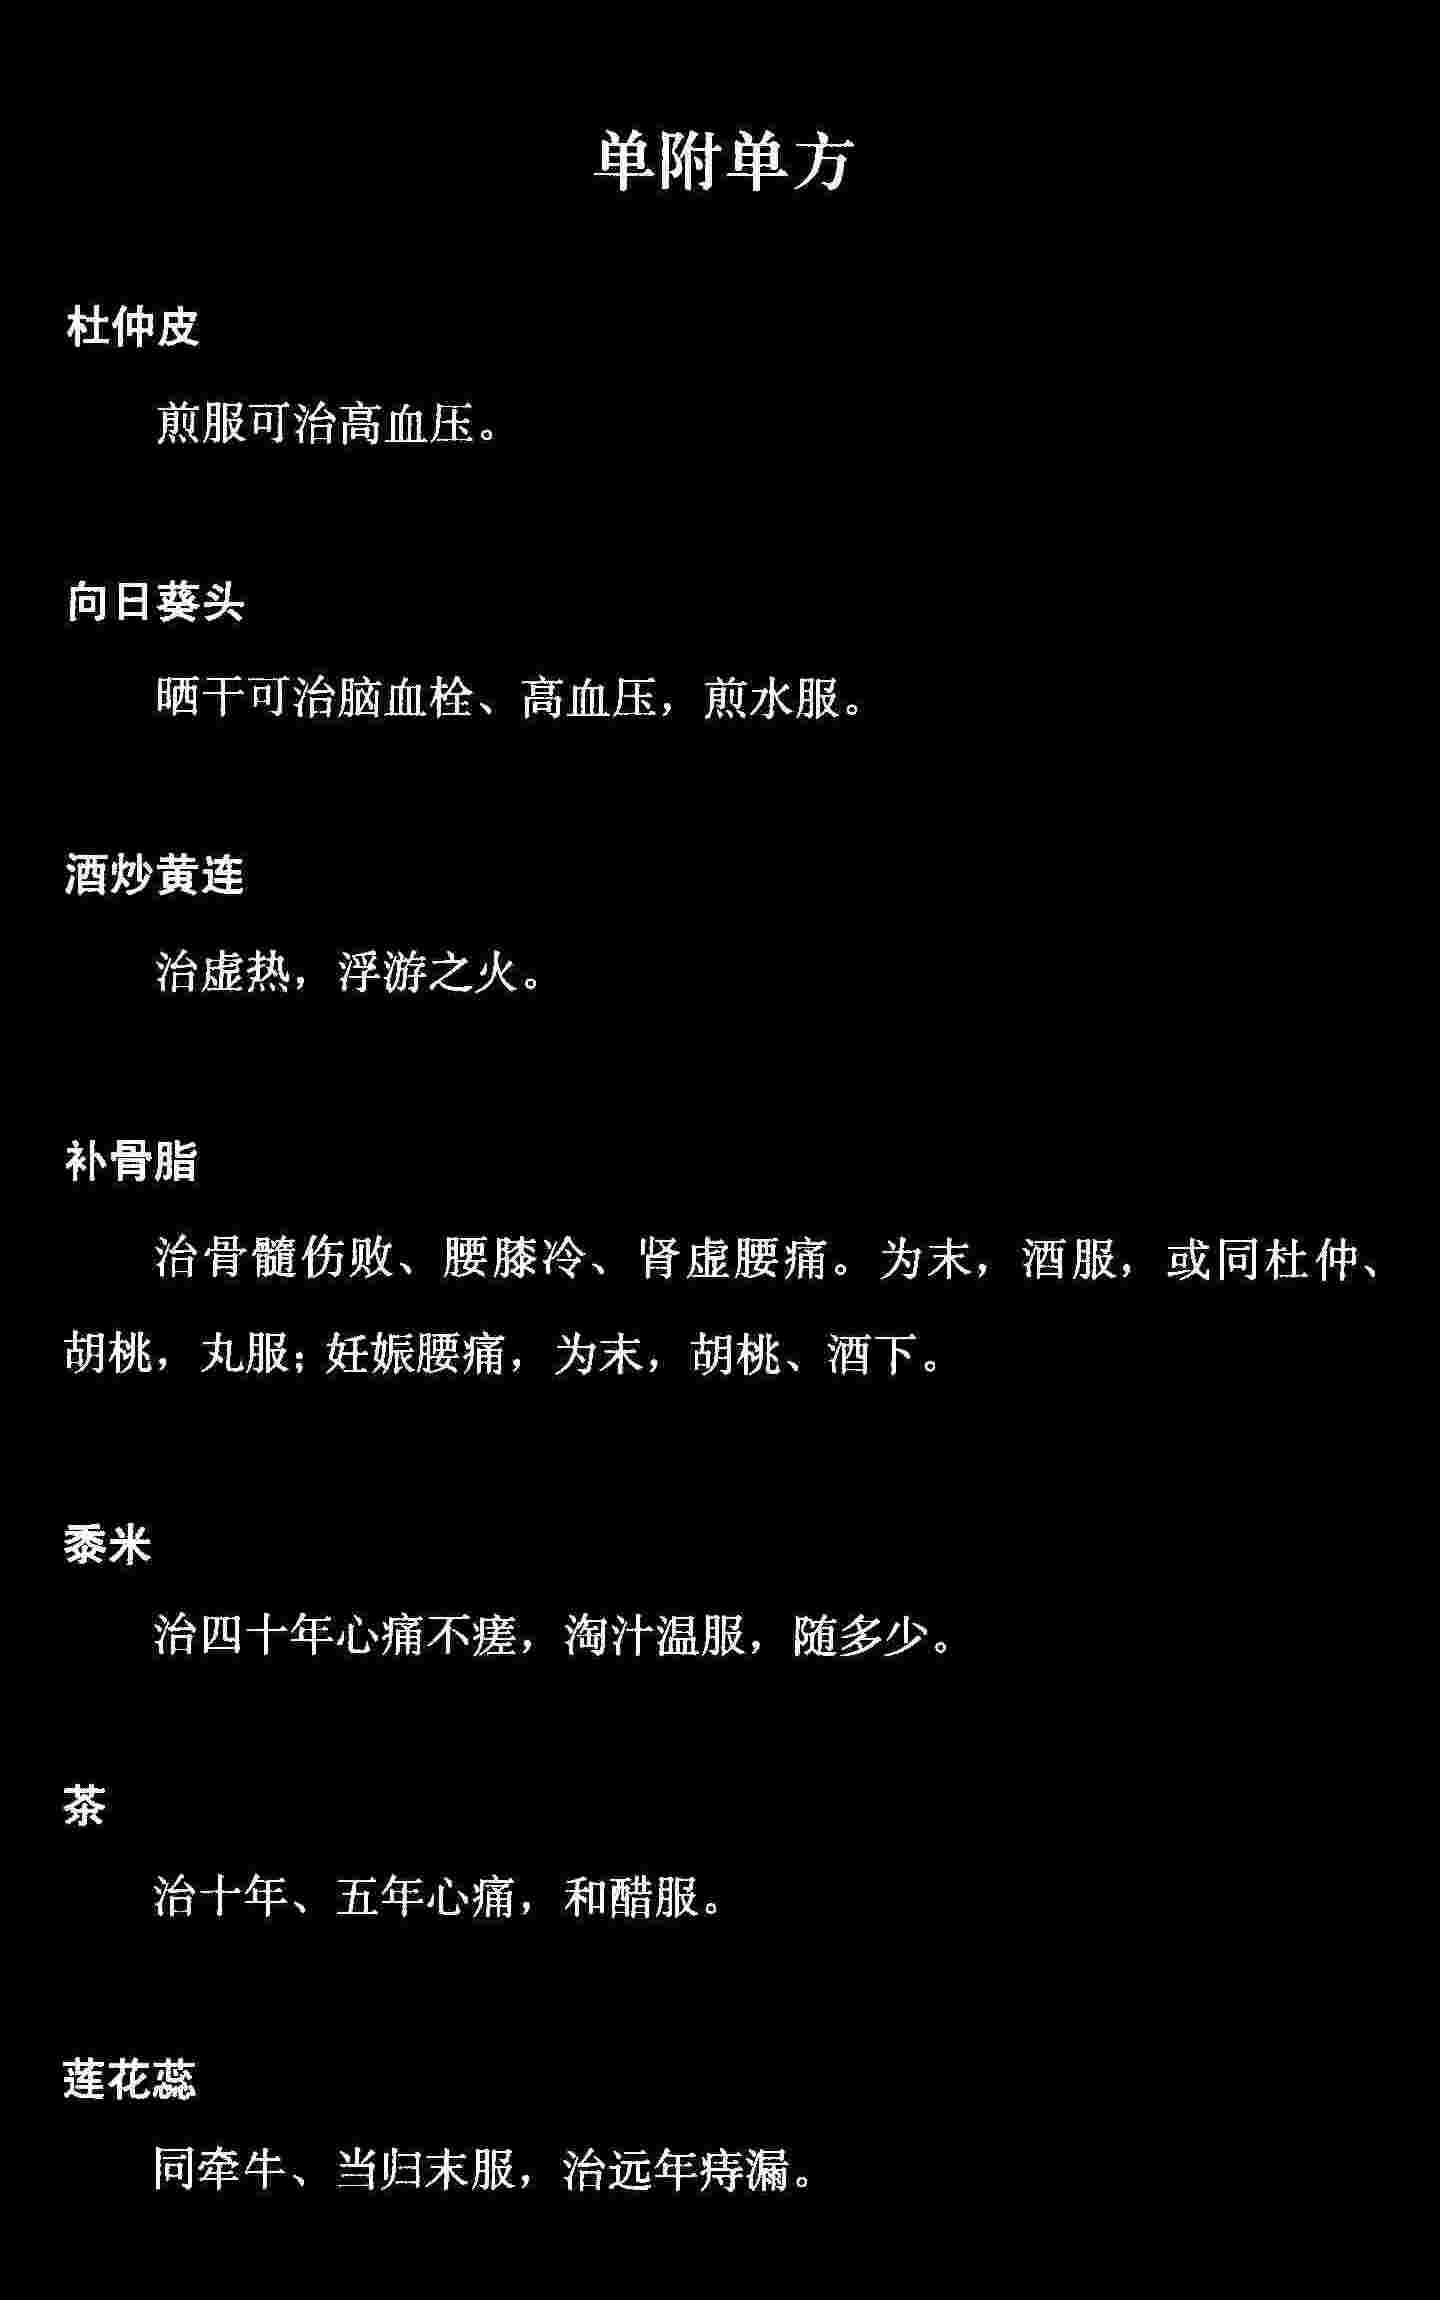 单附单方
杜仲皮
煎服可治高血压。
向日葵头
晒干可治脑血栓、高血压，煎水服。
酒炒黄连
治虚热，浮游之火。
补骨脂
治骨髓伤败、腰膝冷、肾虚腰痛。为末，酒服，或同杜仲、
胡桃，丸服；妊娠腰痛，为末，胡桃、酒下。
黍米
治四十年心痛不瘥，淘汁温服，随多少。
茶
治十年、五年心痛，和醋服。
莲花蕊
同牵牛、当归末服，治远年痔漏。